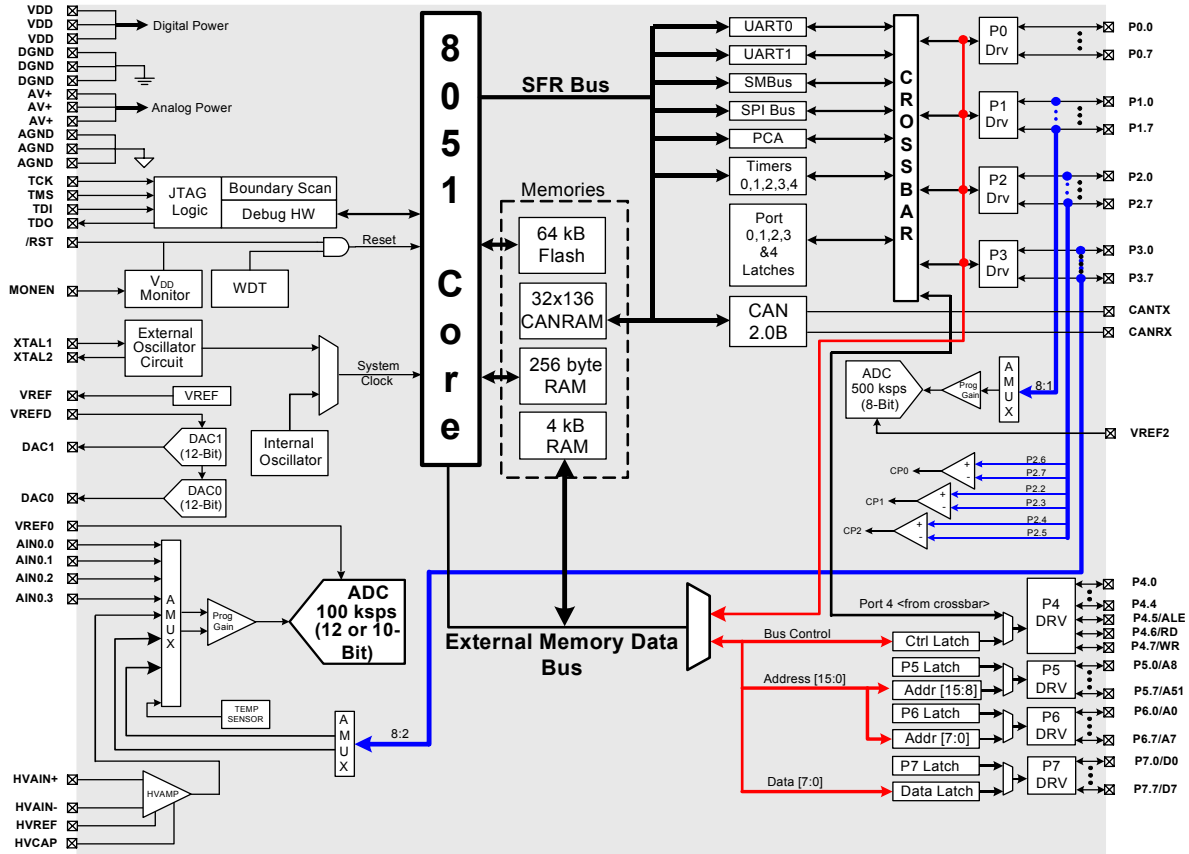 VDD
VDD
VDD
Digital Power
DGND
DGND
DGND
AV+
AV+
AV+
Analog Power
AGND
AGND
AGND
TCK
TMS
TDI
TDO
JTAG
Logic
Boundary Scan
Debug HW
/RST
Reset
MONEN
VDD
Monitor
WDT
XTAL1
XTAL2
External
Oscillator
Circuit
System
Clock
VREF
VREF
VREFD
Internal
Oscillator
DAC1
DAC1
(12-Bit)
DAC0
DAC0
(12-Bit)
VREF0
AIN0.0
AIN0.1
AIN0.2
AIN0.3
A
M
U
X
Prog
Gain
ADC
100 ksps
(12 or 10-
Bit)
TEMP
SENSOR
A
M
U
X
8:2
HVAIN+
HVAIN-
HVREF
HVCAP
HVAMP
8
0
5
1
C
o
r
e
SFR Bus
Memories
64 kB
Flash
32x136
CANRAM
256 byte
RAM
4 kB
RAM
External Memory Data
Bus
UART0
UART1
SMBus
SPI Bus
PCA
Timers
0,1,2,3,4
Port
0,1,2,3
&4
Latches
CAN
2.0B
C
R
O
S
S
B
A
R
P0
Drv
P1
Drv
P2
Drv
P3
Drv
P0.0
P0.7
P1.0
P1.7
P2.0
P2.7
P3.0
P3.7
CANTX
CANRX
ADC
500 ksps
(8-Bit)
Prog
Gain
A
M
U
X
8:1
VREF2
CP0
+
-
P2.6
P2.7
CP1
+
-
P2.2
P2.3
CP2
+
-
P2.4
P2.5
Port 4 <from crossbar>
Bus Control
Ctrl Latch
P4
DRV
P4.0
P4.4
P4.5/ALE
P4.6/RD
P4.7/WR
Address [15:0]
P5 Latch
Addr [15:8]
P5
DRV
P5.0/A8
P5.7/A51
P6 Latch
Addr [7:0]
P6
DRV
P6.0/A0
P6.7/A7
Data [7:0]
P7 Latch
Data Latch
P7
DRV
P7.0/D0
P7.7/D7